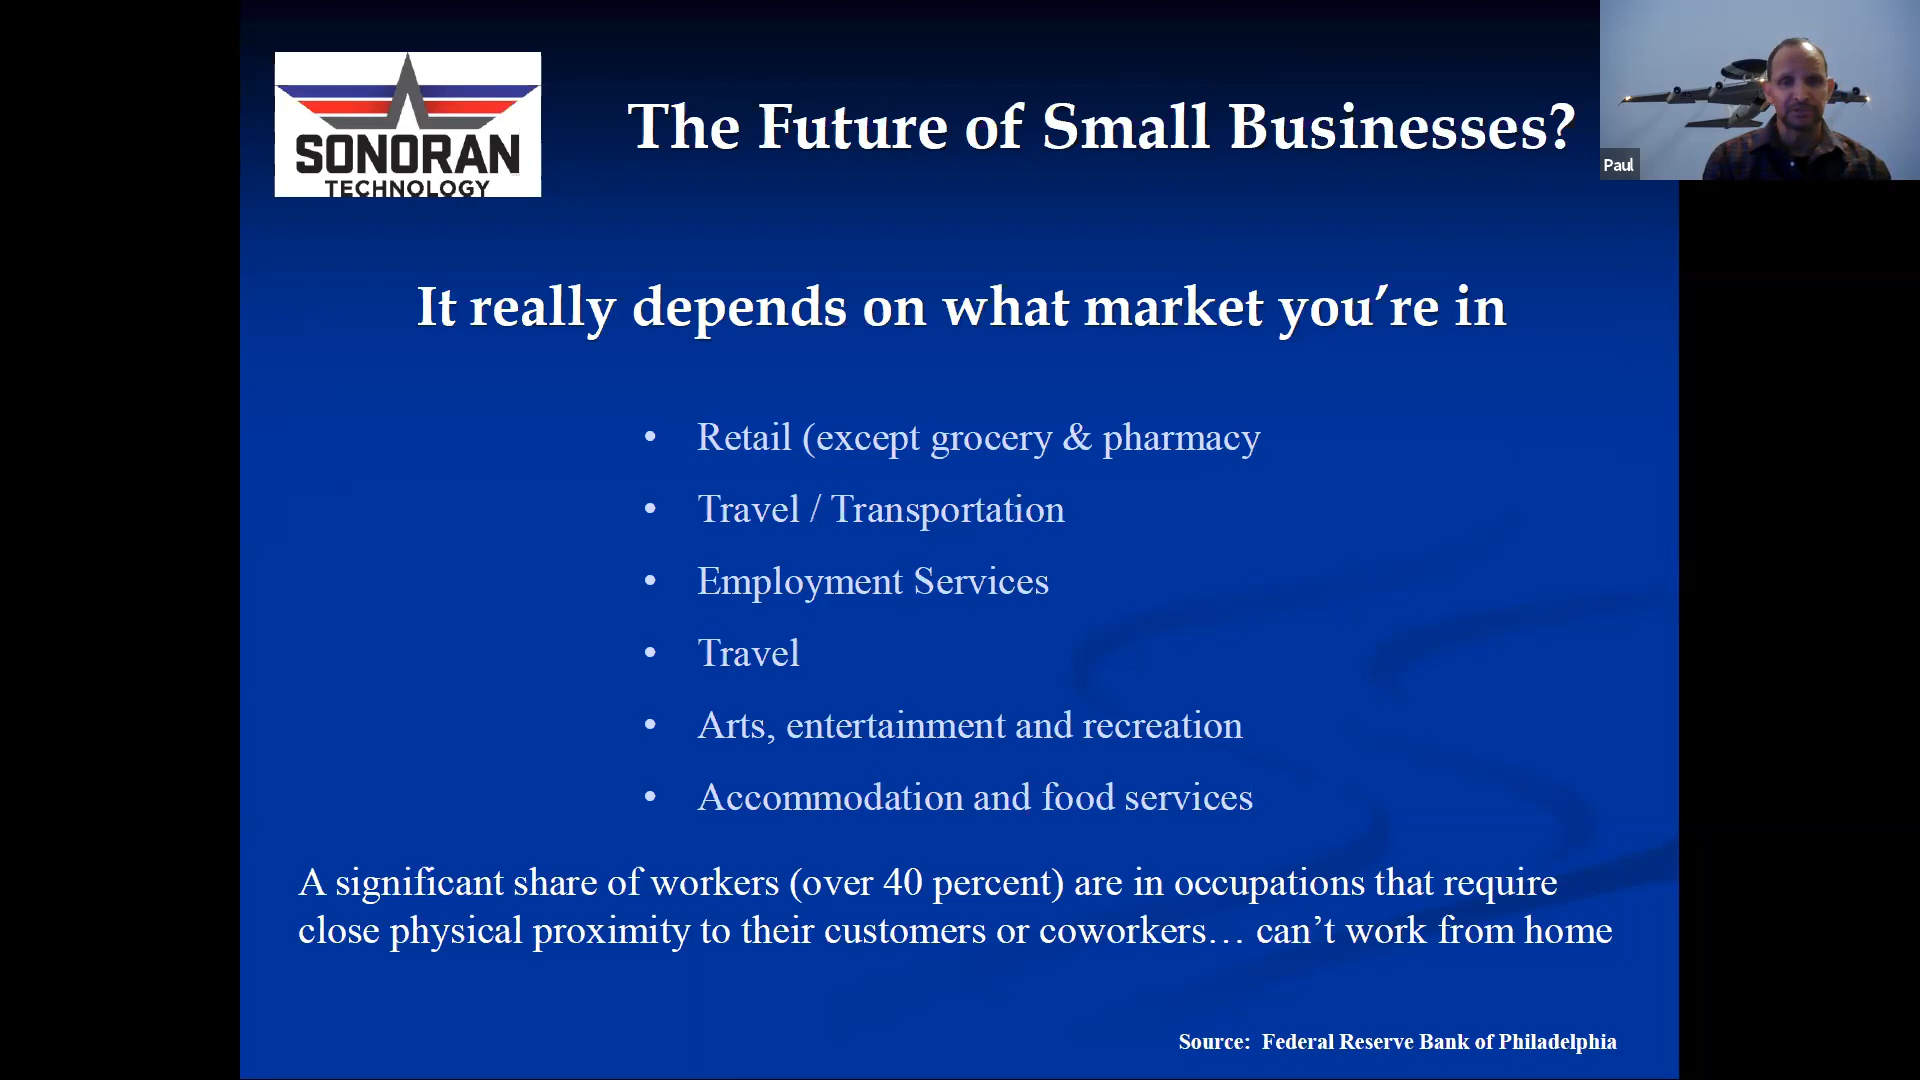 SONORAN
TECHNOLOGY
The Future of Small Businesses?
Paul
It really depends on what market you’re in
• Retail (except grocery & pharmacy
• Travel / Transportation
• Employment Services
• Travel
• Arts, entertainment and recreation
• Accommodation and food services
A significant share of workers (over 40 percent) are in occupations that require
close physical proximity to their customers or coworkers… can’t work from home
Source: Federal Reserve Bank of Philadelphia